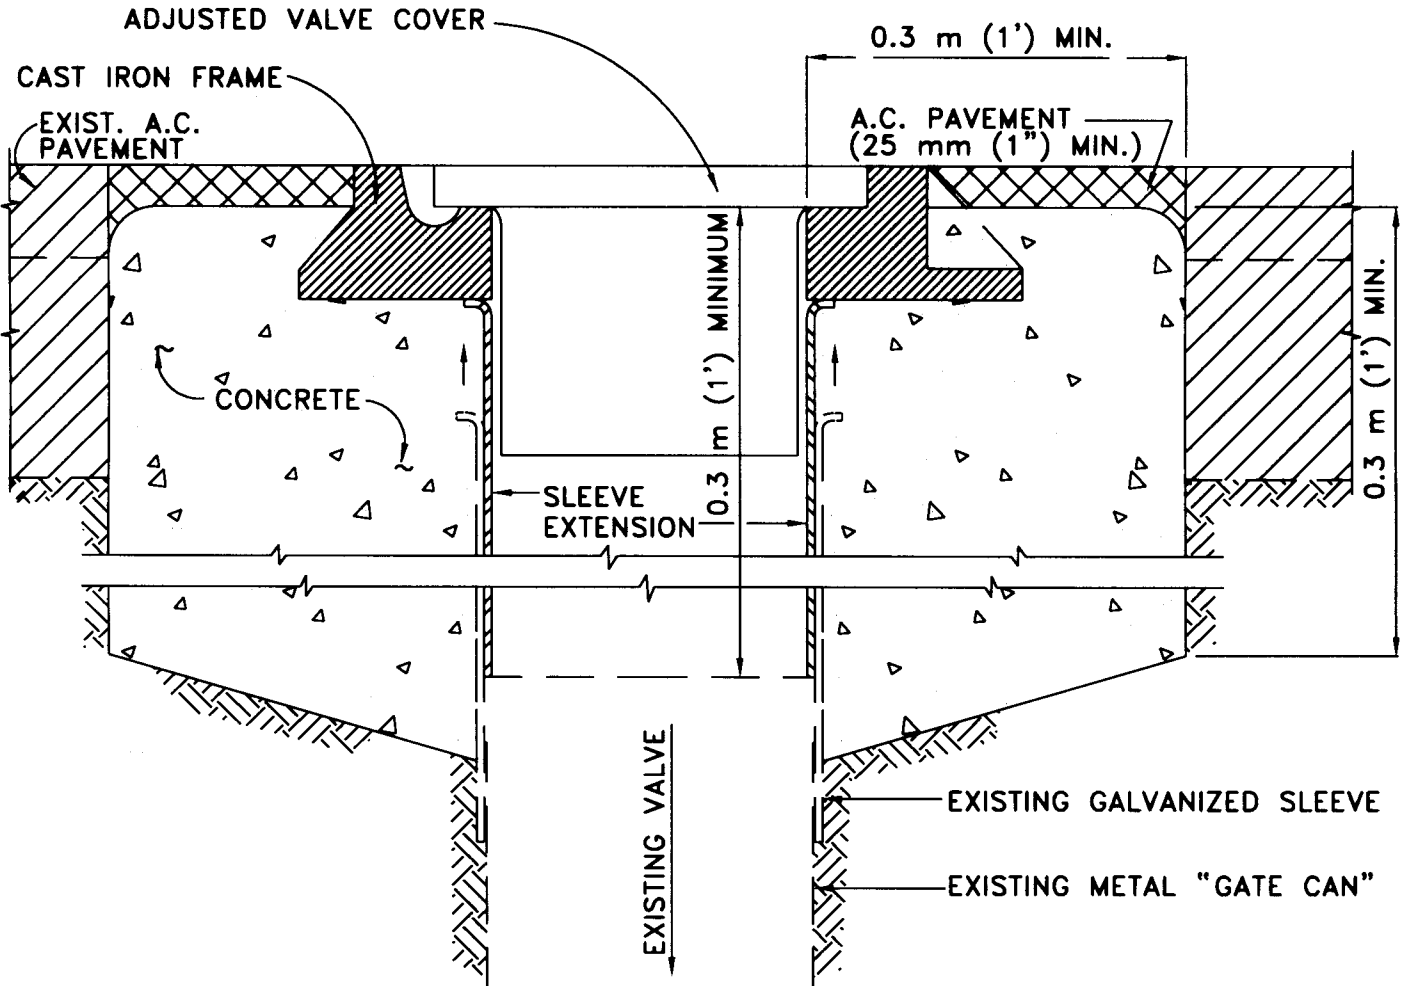 ADJUSTED VALVE COVER
0.3 m (1') MIN.
CAST IRON FRAME
EXIST. A.C.
PAVEMENT
A.C. PAVEMENT
(25 mm (1") MIN.)
0.3 m (1') MINIMUM
0.3 m (1') MIN.
CONCRETE
SLEEVE
EXTENSION
EXISTING VALVE
EXISTING GALVANIZED SLEEVE
EXISTING METAL "GATE CAN"